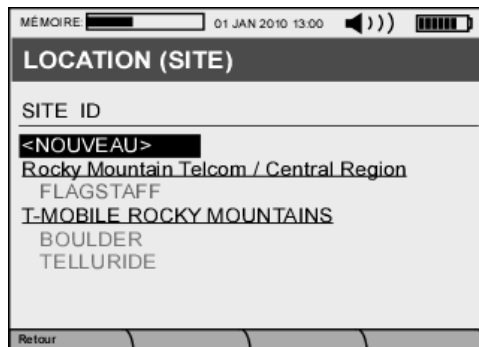 MÉMOIRE: 01 JAN 2010 13:00
LOCATION (SITE)
SITE ID
<NOUVEAU>
Rocky Mountain Telcom / Central Region
FLAGSTAFF
T-MOBILE ROCKY MOUNTAINS
BOULDER
TELLURIDE
Retour